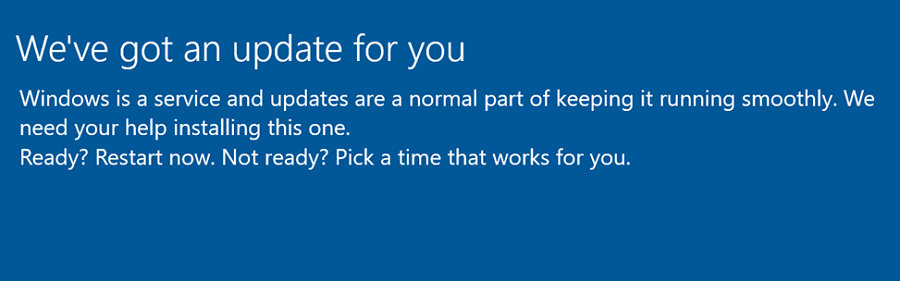 We've got an update for you
Windows is a service and updates are a normal part of keeping it running smoothly. We
need your help installing this one.
Ready? Restart now. Not ready? Pick a time that works for you.